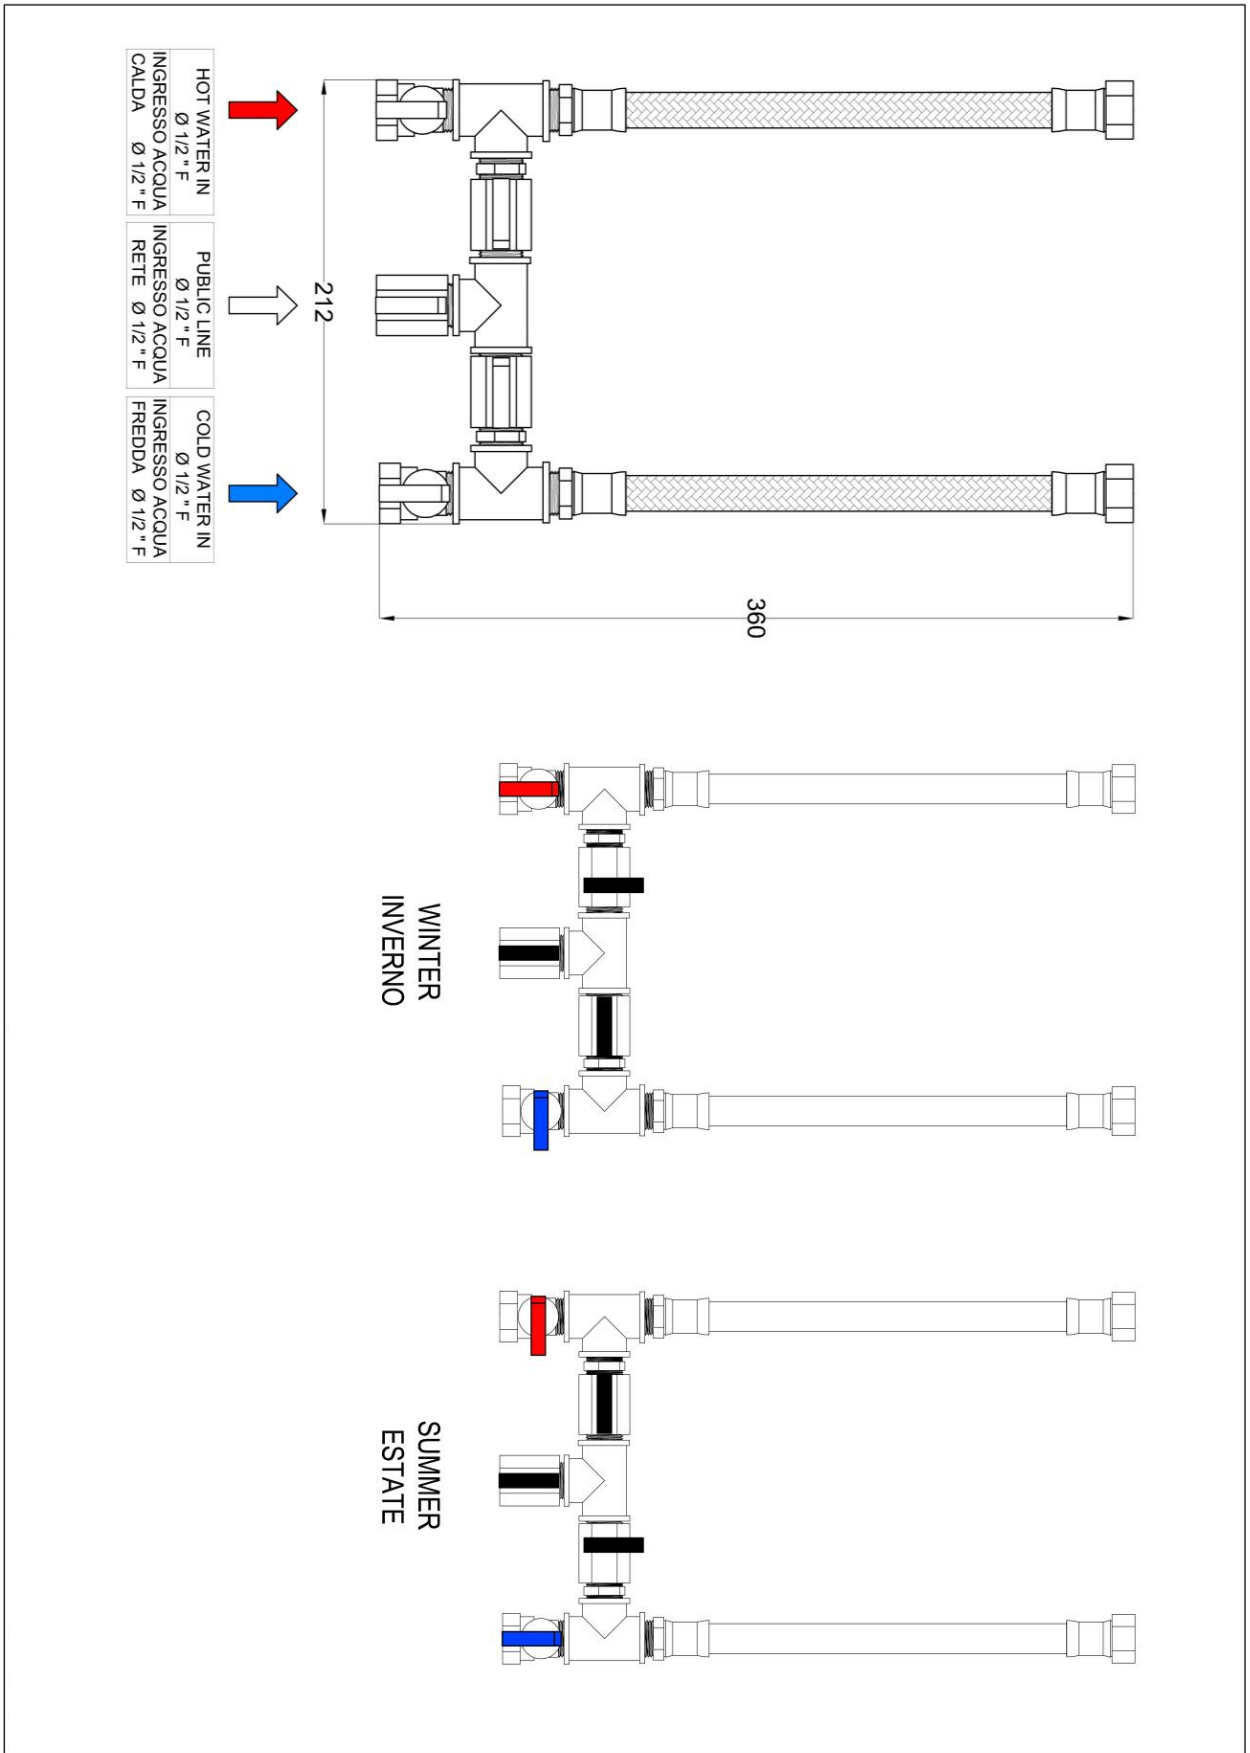 HOT WATER IN
Ø 1/2 " F
INGRESSO ACQUA
CALDA Ø 1/2 " F
PUBLIC LINE
Ø 1/2 " F
INGRESSO ACQUA
RETE Ø 1/2 " F
COLD WATER IN
Ø 1/2 " F
INGRESSO ACQUA
FREDDA Ø 1/2 " F
212
360
WINTER
INVERNO
SUMMER
ESTATE